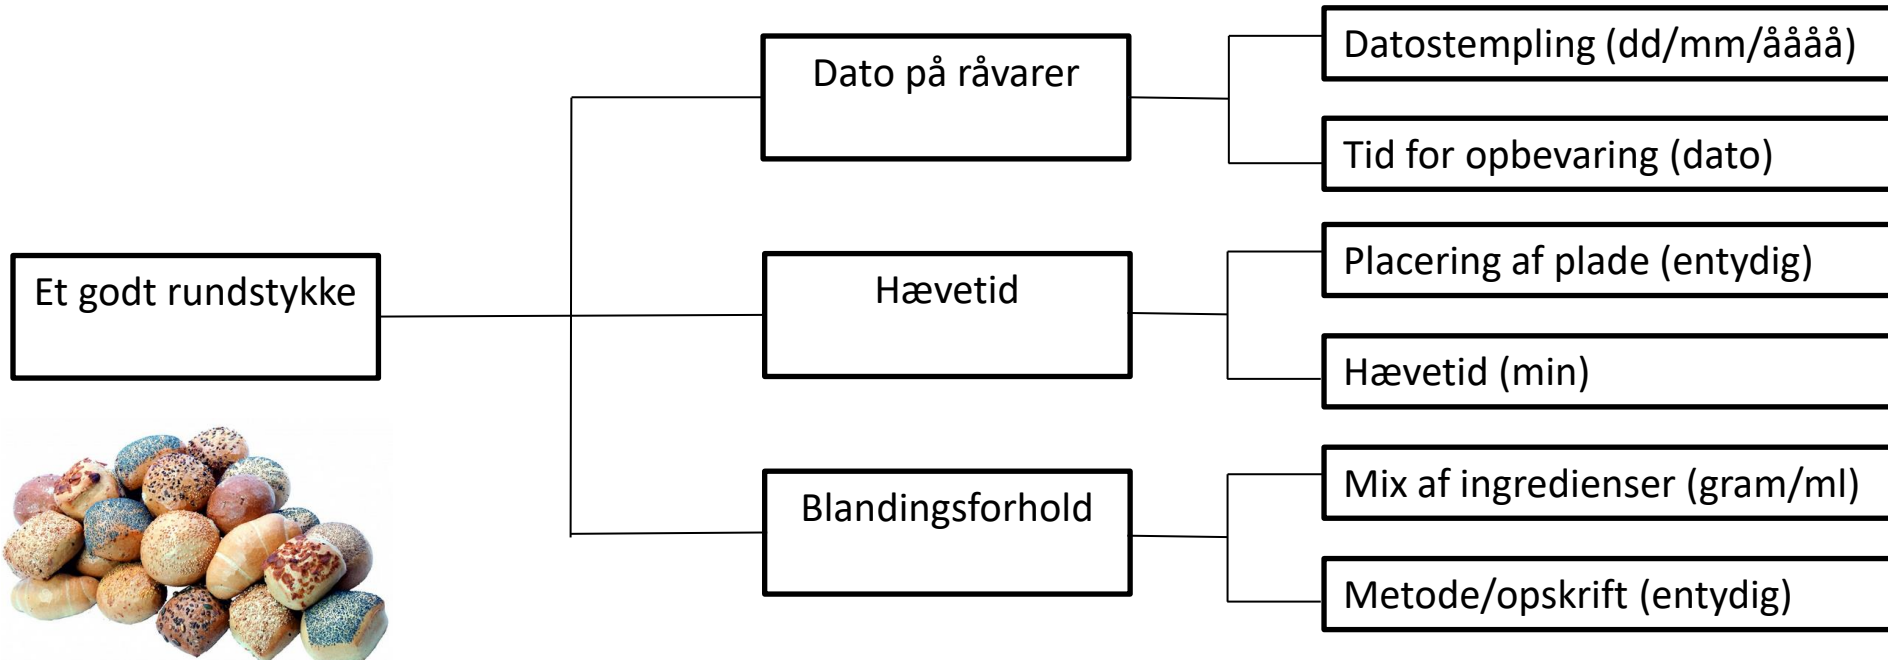 Et godt rundstykke
Dato på råvarer
Datostempling (dd/mm/åååå)
Tid for opbevaring (dato)
Hævetid
Placering af plade (entydig)
Hævetid (min)
Blandingsforhold
Mix af ingredienser (gram/ml)
Metode/opskrift (entydig)